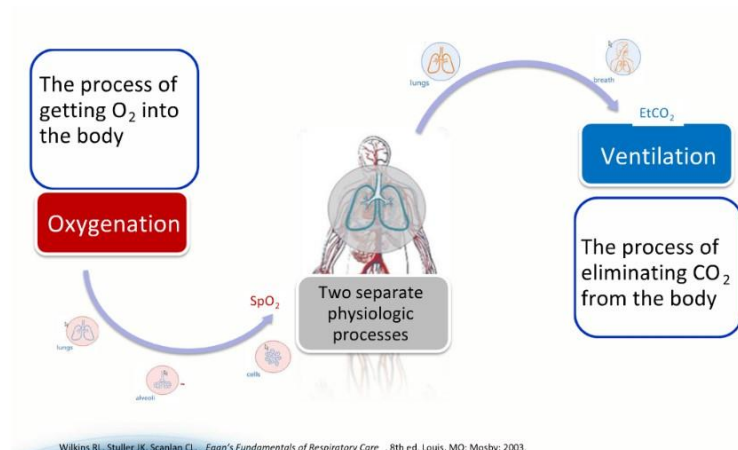 The process of
getting O₂ into
the body
Oxygenation
lungs
alveoli
cells
SpO₂
Two separate
physiologic
processes
lungs
breath
EtCO₂
Ventilation
The process of
eliminating CO₂
from the body
Wilkins RL, Stuller JK, Scanlan CL. Egan's Fundamentals of Respiratory Care, 8th ed. Louis, MO: Mosby; 2003.